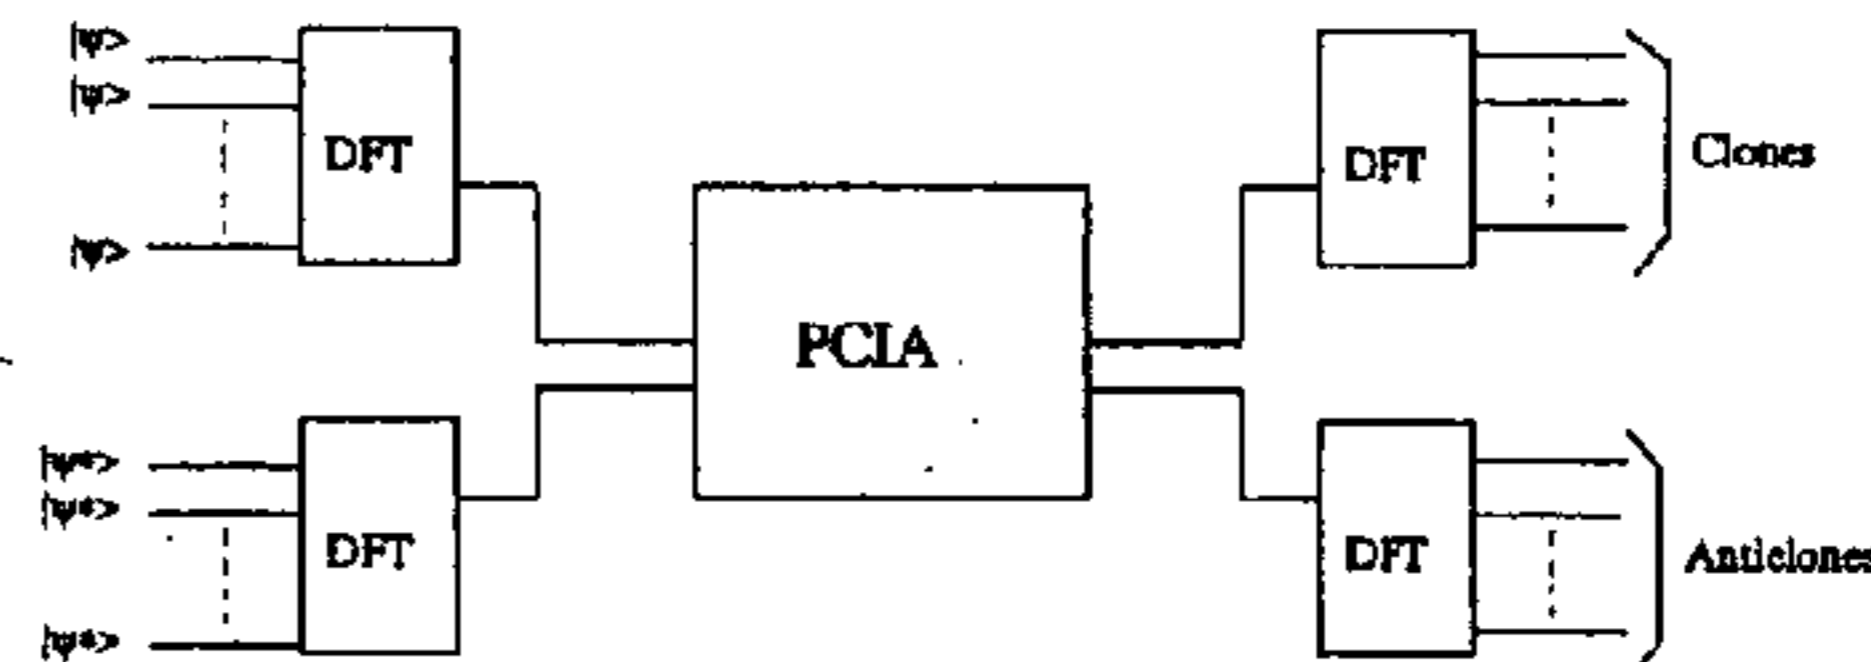 |ψ>
|ψ>
|ψ>
DFT
DFT
Clones
PCIA
|ψ*>
|ψ*>
|ψ*>
DFT
DFT
Anticlones